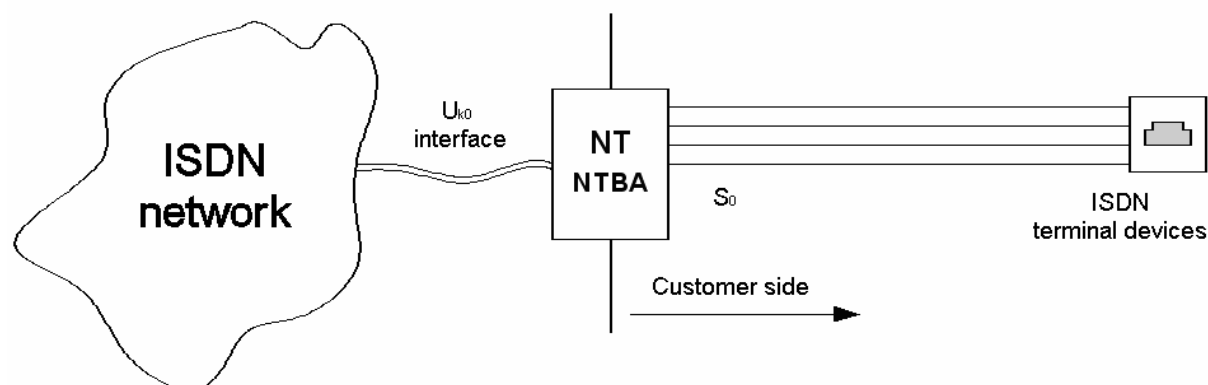 ISDN
network
Uk0
interface
NT
NTBA
S0
ISDN
terminal devices
Customer side